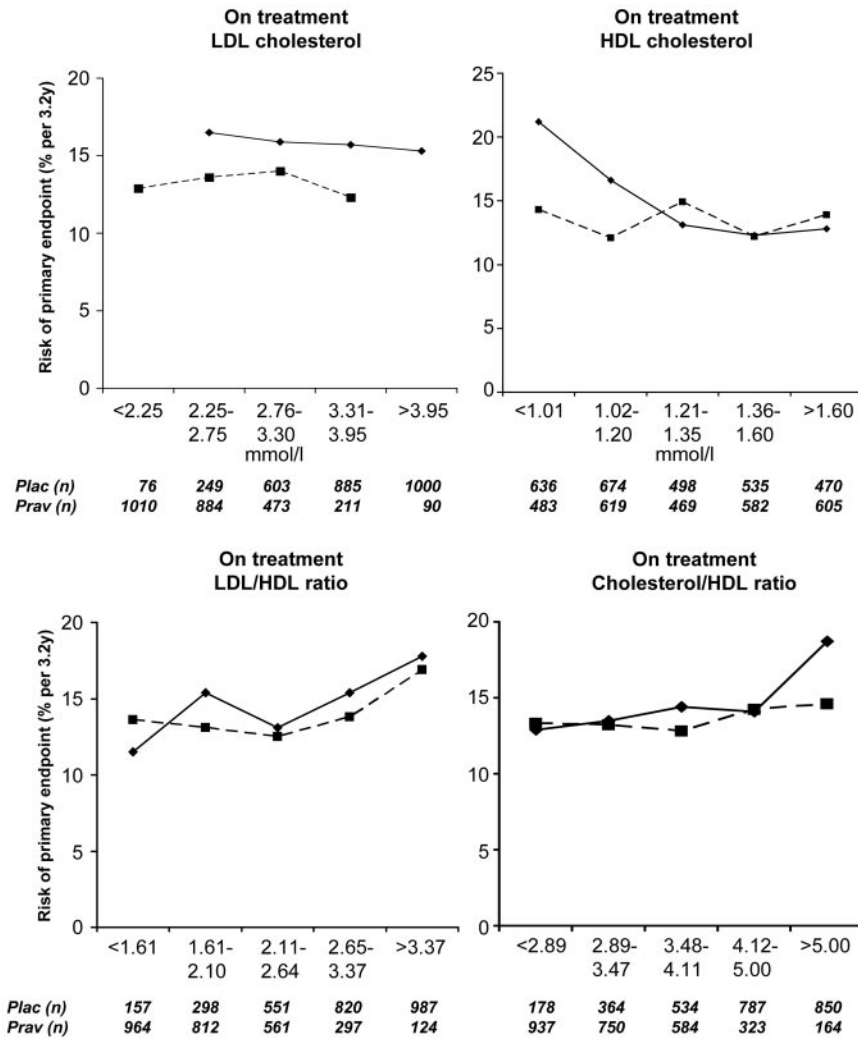 On treatment
LDL cholesterol
Risk of primary endpoint (% per 3.2y)
20
15
10
5
0
<2.25 2.25-2.75 2.76-3.30 3.31-3.95 >3.95
mmol/l
Plac (n) 76 249 603 885 1000
Prav (n) 1010 884 473 211 90
On treatment
HDL cholesterol
25
20
15
10
5
0
<1.01 1.02-1.20 1.21-1.35 1.36-1.60 >1.60
mmol/l
636 674 498 535 470
483 619 469 582 605
On treatment
LDL/HDL ratio
Risk of primary endpoint (% per 3.2y)
20
15
10
5
0
<1.61 1.61-2.10 2.11-2.64 2.65-3.37 >3.37
Plac (n) 157 298 551 820 987
Prav (n) 964 812 561 297 124
On treatment
Cholesterol/HDL ratio
20
15
10
5
0
<2.89 2.89-3.47 3.48-4.11 4.12-5.00 >5.00
178 364 534 787 850
937 750 584 323 164